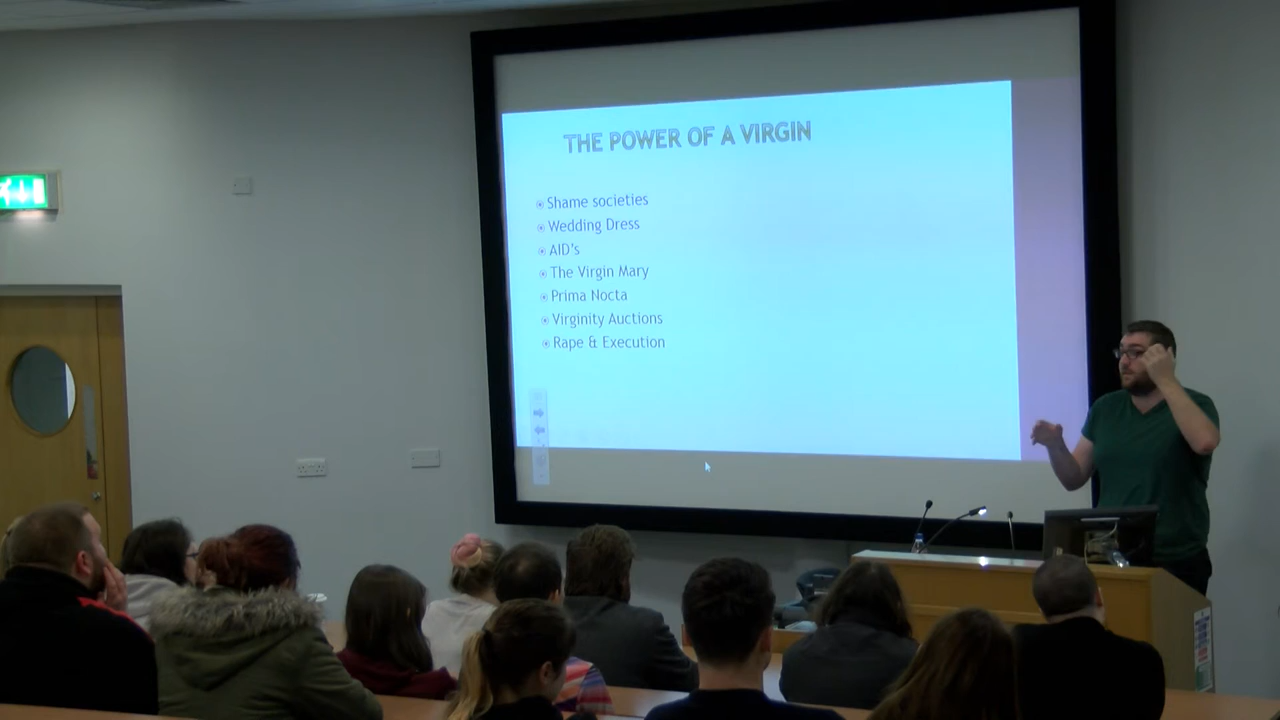 THE POWER OF A VIRGIN
Shame societies
Wedding Dress
AID's
The Virgin Mary
Prima Nocta
Virginity Auctions
Rape & Execution